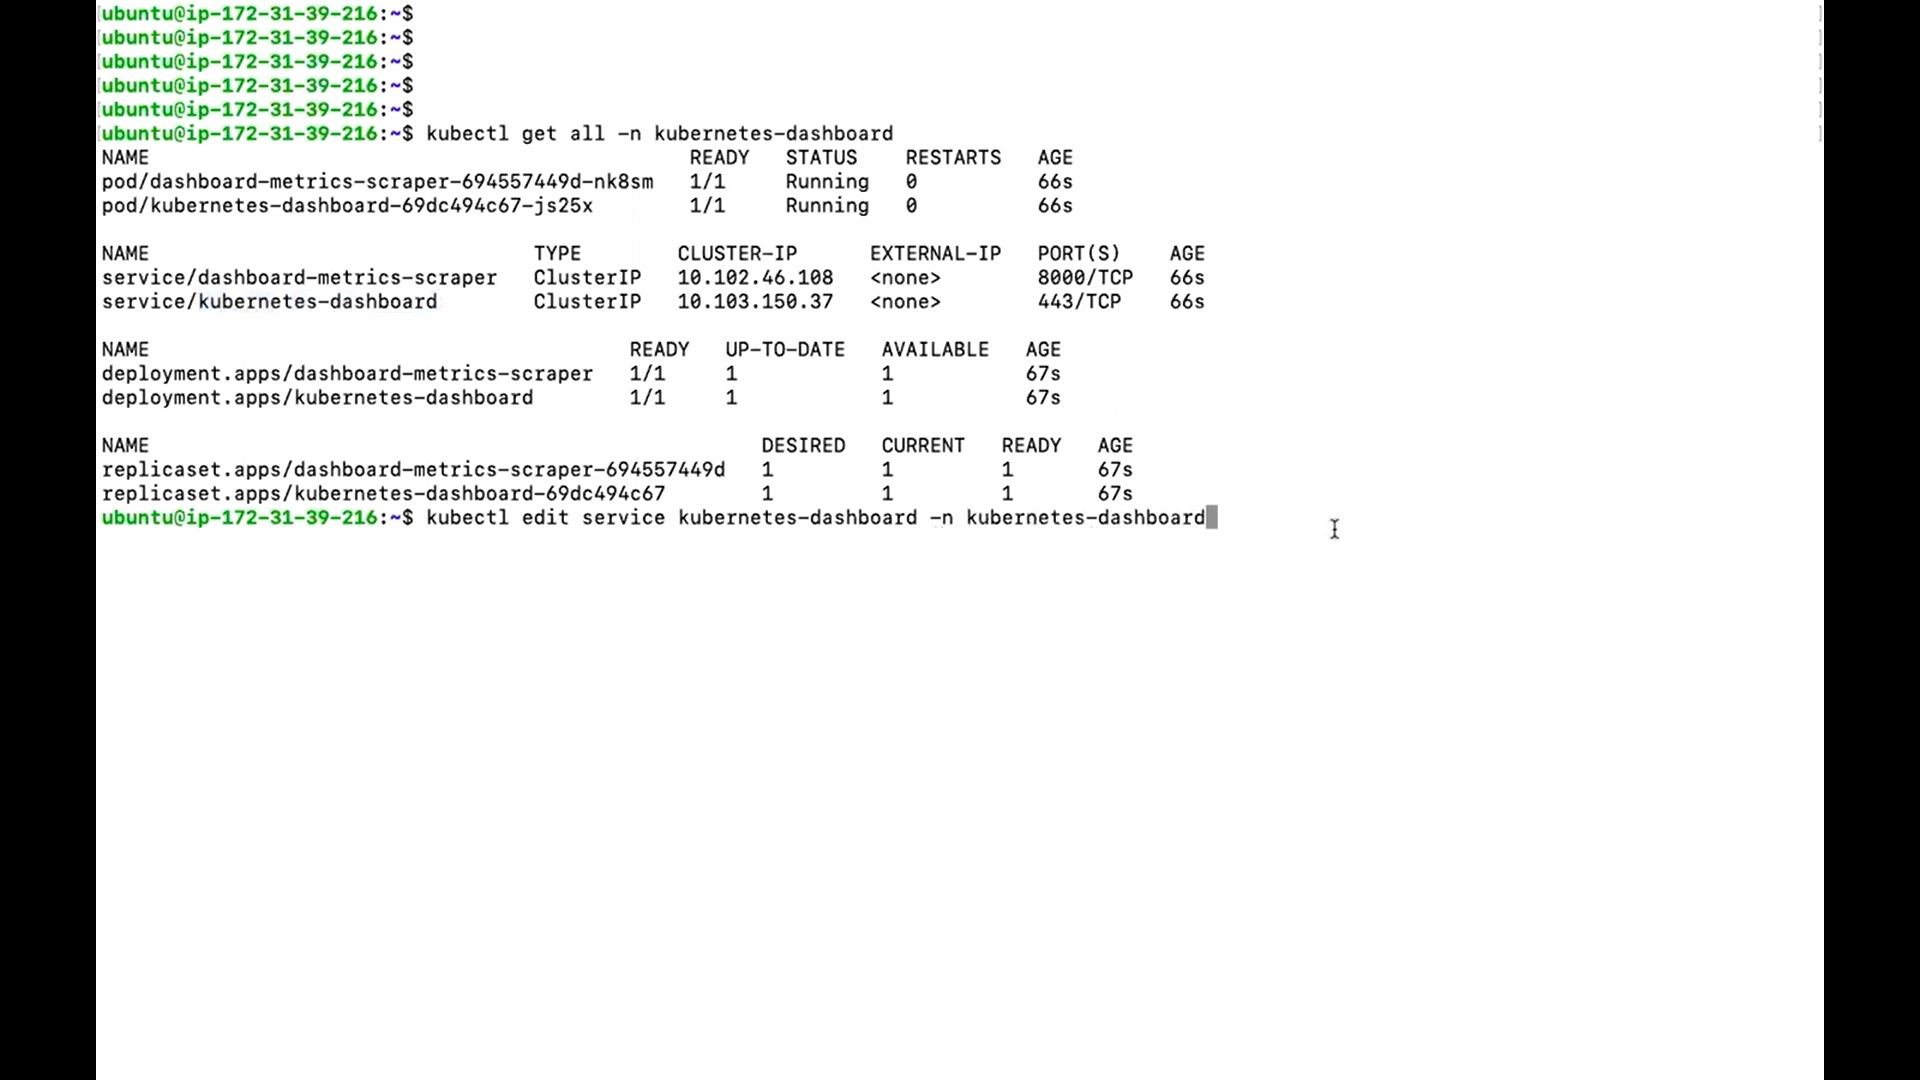 ubuntu@ip-172-31-39-216:~$
ubuntu@ip-172-31-39-216:~$
ubuntu@ip-172-31-39-216:~$
ubuntu@ip-172-31-39-216:~$
ubuntu@ip-172-31-39-216:~$
ubuntu@ip-172-31-39-216:~$ kubectl get all -n kubernetes-dashboard
NAME READY STATUS RESTARTS AGE
pod/dashboard-metrics-scraper-694557449d-nk8sm 1/1 Running 0 66s
pod/kubernetes-dashboard-69dc494c67-js25x 1/1 Running 0 66s
NAME TYPE CLUSTER-IP EXTERNAL-IP PORT(S) AGE
service/dashboard-metrics-scraper ClusterIP 10.102.46.108 <none> 8000/TCP 66s
service/kubernetes-dashboard ClusterIP 10.103.150.37 <none> 443/TCP 66s
NAME READY UP-TO-DATE AVAILABLE AGE
deployment.apps/dashboard-metrics-scraper 1/1 1 1 67s
deployment.apps/kubernetes-dashboard 1/1 1 1 67s
NAME DESIRED CURRENT READY AGE
replicaset.apps/dashboard-metrics-scraper-694557449d 1 1 1 67s
replicaset.apps/kubernetes-dashboard-69dc494c67 1 1 1 67s
ubuntu@ip-172-31-39-216:~$ kubectl edit service kubernetes-dashboard -n kubernetes-dashboard